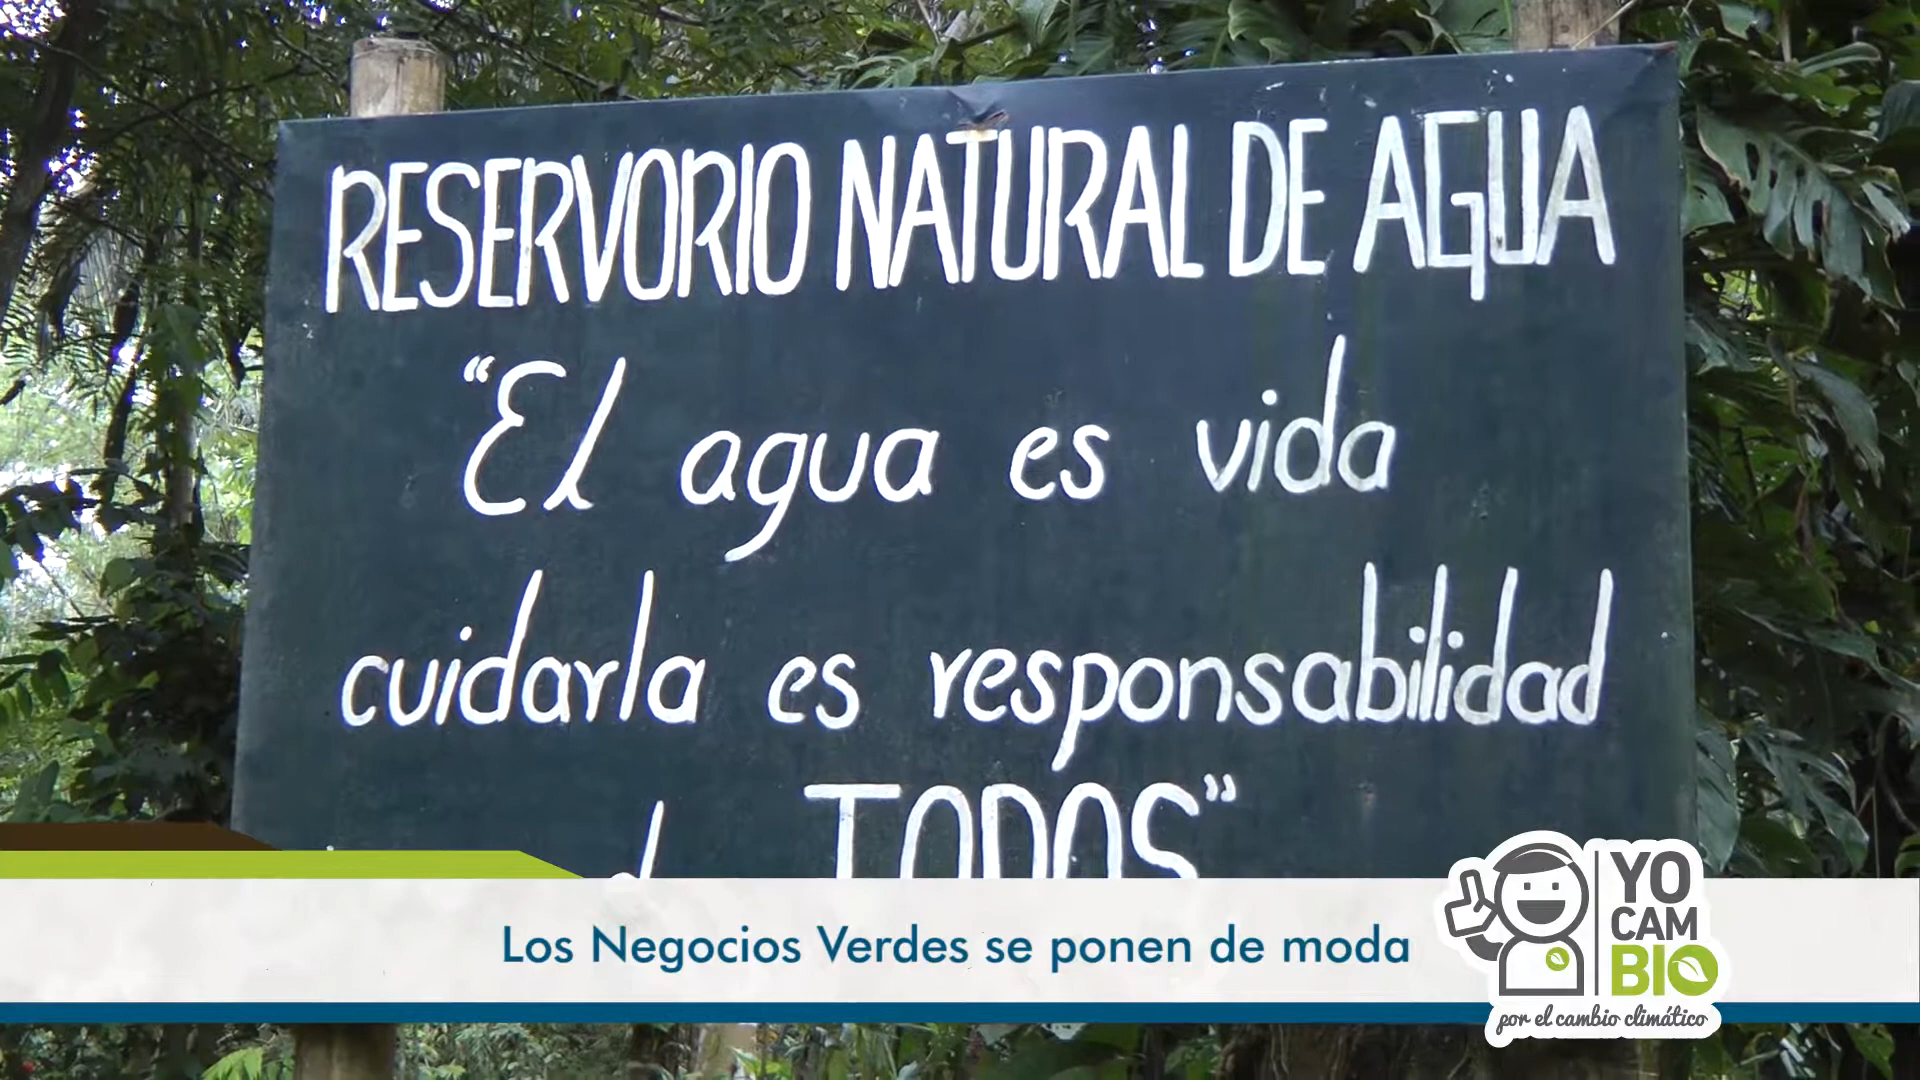 RESERVORIO NATURAL DE AGUA
“El agua es vida
cuidarla es responsabilidad
TODOS”
Los Negocios Verdes se ponen de moda
YO
CAM
BIO
por el cambio climático